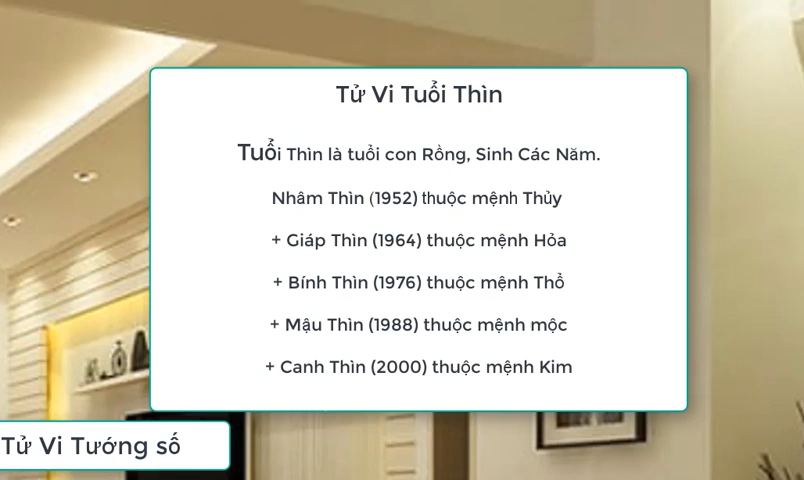 Tử Vi Tuổi Thìn
Tuổi Thìn là tuổi con Rồng, Sinh Các Năm.
Nhâm Thìn (1952) thuộc mệnh Thủy
+ Giáp Thìn (1964) thuộc mệnh Hỏa
+ Bính Thìn (1976) thuộc mệnh Thổ
+ Mậu Thìn (1988) thuộc mệnh mộc
+ Canh Thìn (2000) thuộc mệnh Kim
Tử Vi Tướng số